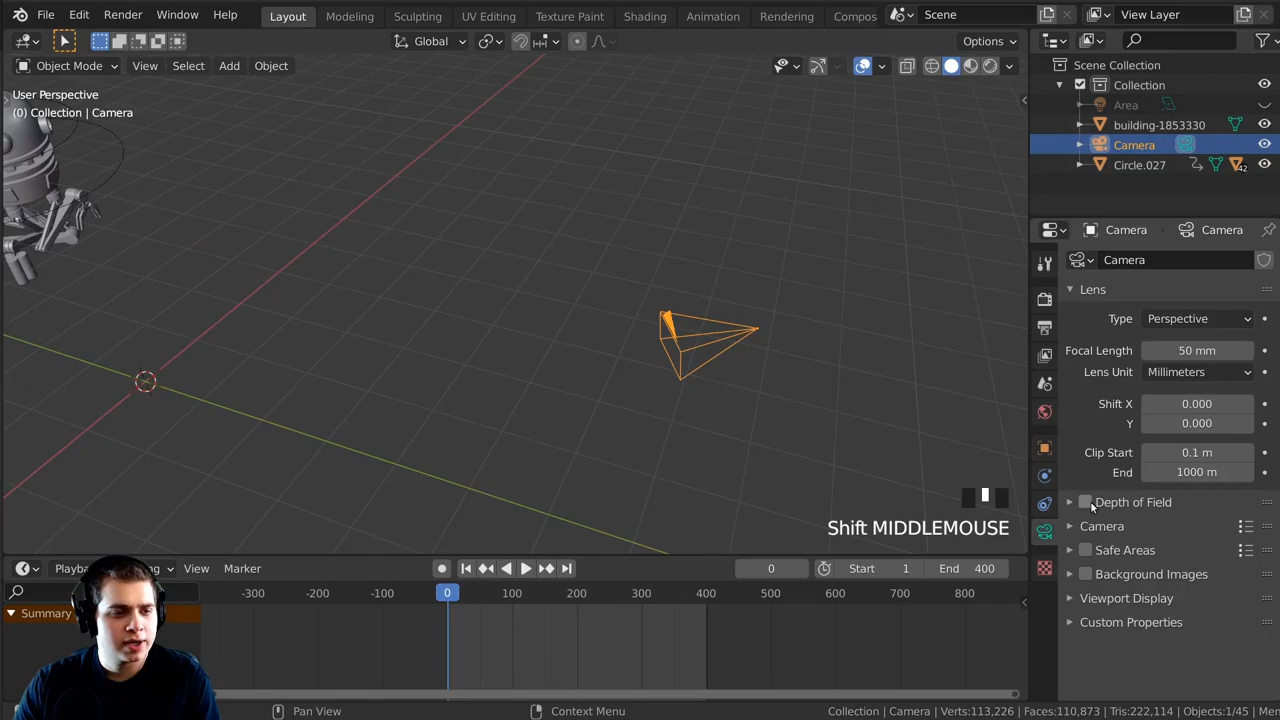 File Edit Render Window Help Layout Modeling Sculpting UV Editing Texture Paint Shading Animation Rendering Compos Scene View Layer
Global Options
Object Mode View Select Add Object
User Perspective
(0) Collection | Camera
Scene Collection
Collection
Area
building-1853330
Camera
Circle.027 42
Camera Camera
Camera
Lens
Type Perspective
Focal Length 50 mm
Lens Unit Millimeters
Shift X 0.000
Y 0.000
Clip Start 0.1 m
End 1000 m
Depth of Field
Camera
Safe Areas
Background Images
Viewport Display
Custom Properties
Shift MIDDLEMOUSE
View Marker 0 Start 1 End 400
-300 -200 -100 0 100 200 300 400 500 600 700 800
Summary
Pan View Context Menu Collection | Camera | Verts:113,226 | Faces:110,873 | Tris:222,114 | Objects:1/45 | Mem